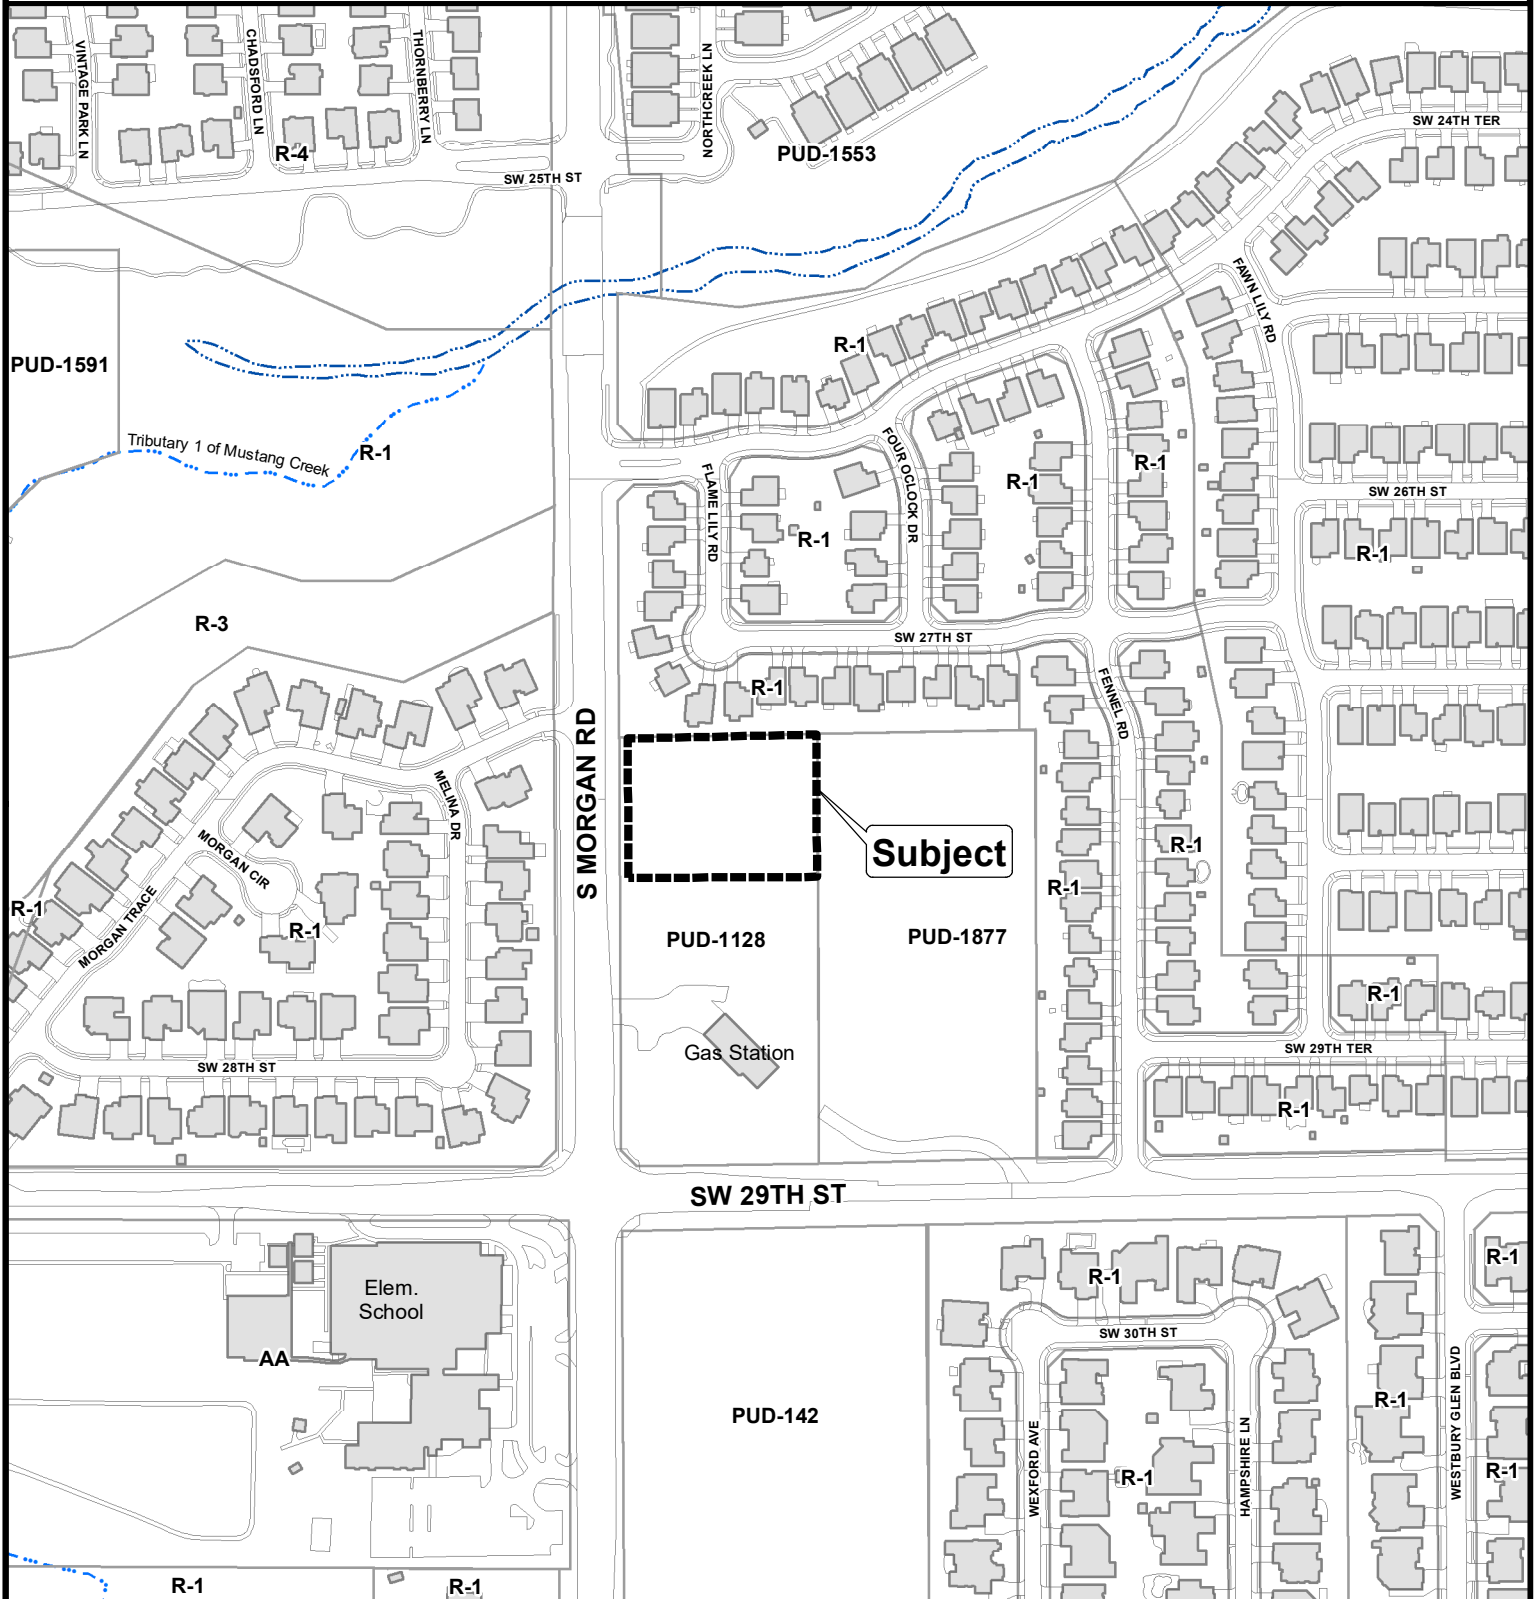 VINTAGE PARK LN
CHADSFORD LN
THORNBERRY LN
NORTHCREEK LN
SW 24TH TER
R-4
PUD-1553
SW 25TH ST
FAWN LILY RD
R-1
PUD-1591
Tributary 1 of Mustang Creek
R-1
FLAME LILY RD
FOUR OCLOCK DR
R-1
R-1
SW 26TH ST
R-1
R-1
R-3
SW 27TH ST
R-1
FENNEL RD
S MORGAN RD
MELINA DR
MORGAN CIR
Subject
R-1
R-1
R-1
MORGAN TRACE
R-1
PUD-1128
PUD-1877
R-1
Gas Station
SW 29TH TER
SW 28TH ST
R-1
SW 29TH ST
Elem.
School
R-1
R-1
SW 30TH ST
AA
WESTBURY GLEN BLVD
R-1
PUD-142
WEXFORD AVE
HAMPSHIRE LN
R-1
R-1
R-1
R-1